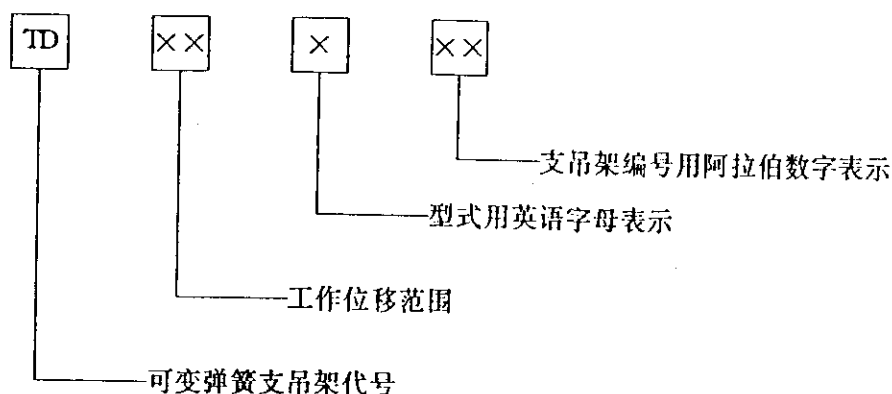 TD ×× × ××
支吊架编号用阿拉伯数字表示
型式用英语字母表示
工作位移范围
可变弹簧支吊架代号